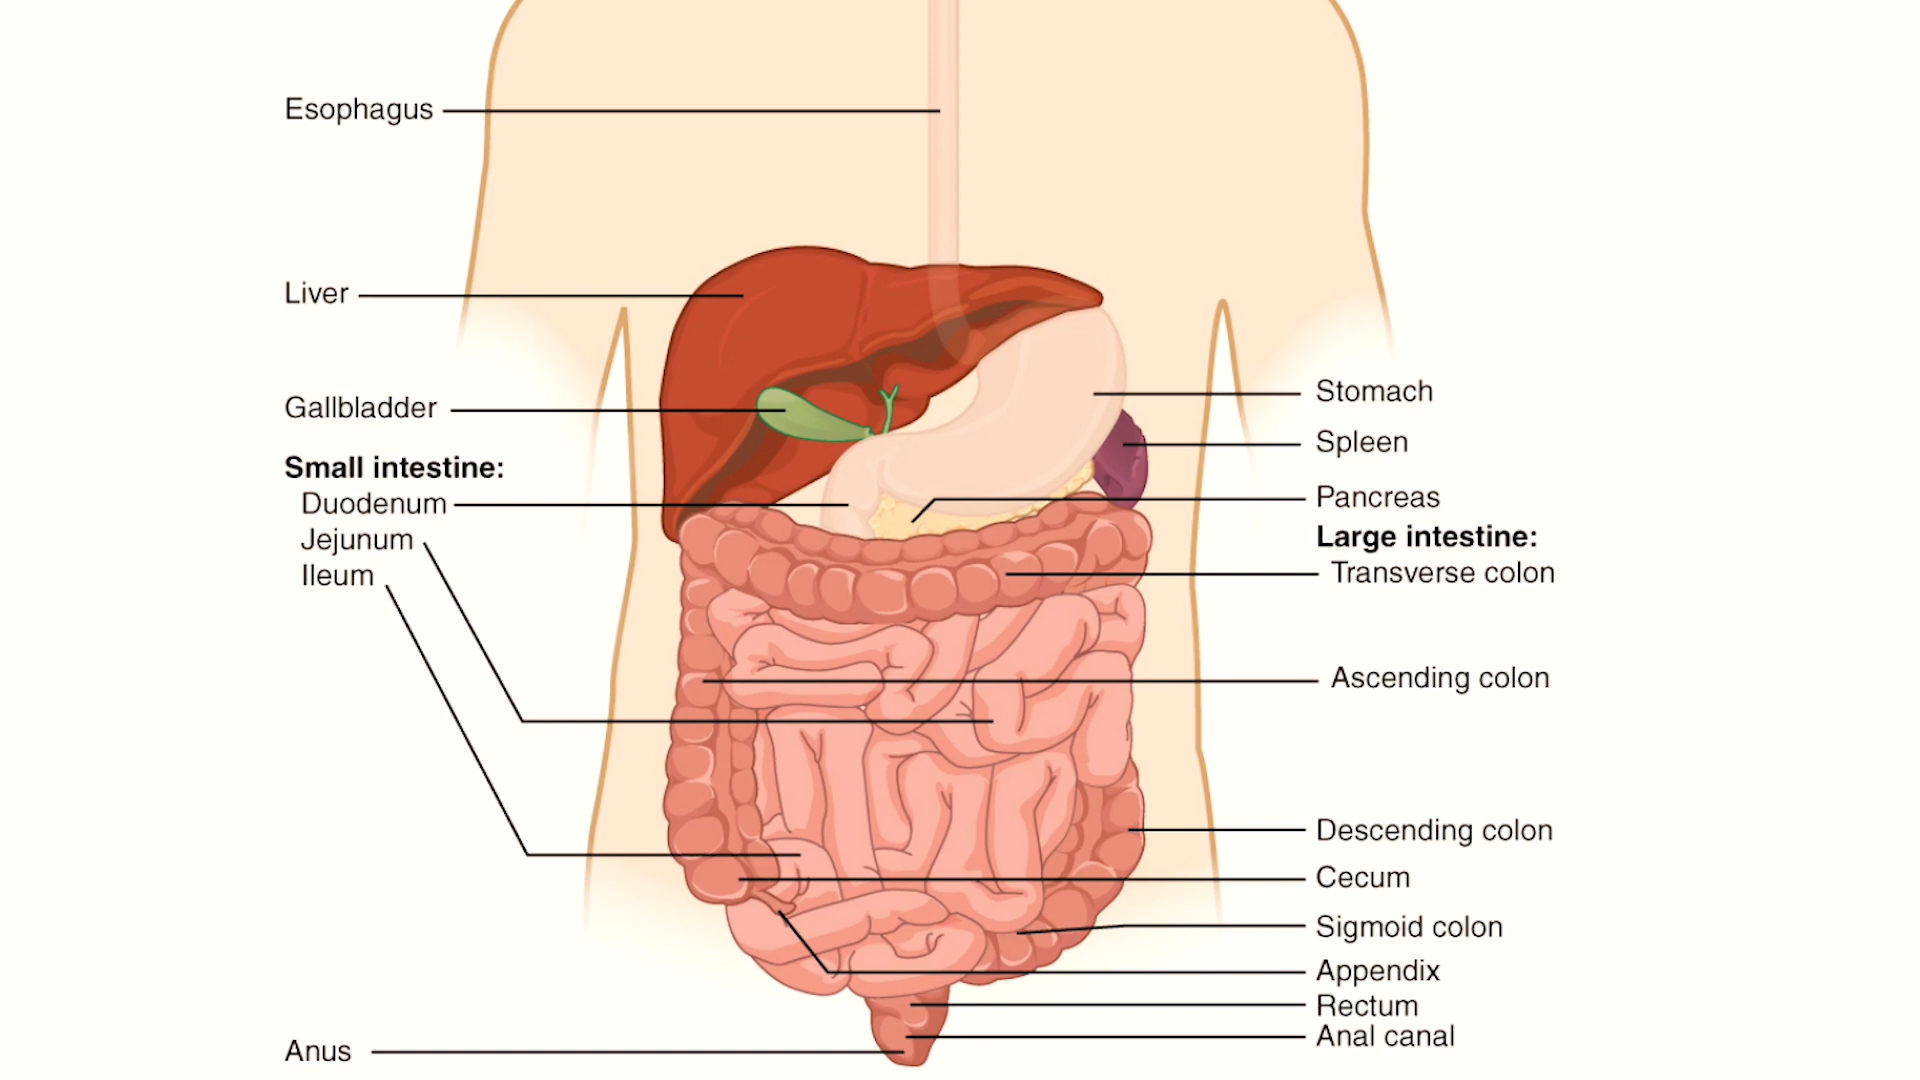 Esophagus
Liver
Gallbladder
Small intestine:
Duodenum
Jejunum
Ileum
Anus
Stomach
Spleen
Pancreas
Large intestine:
Transverse colon
Ascending colon
Descending colon
Cecum
Sigmoid colon
Appendix
Rectum
Anal canal